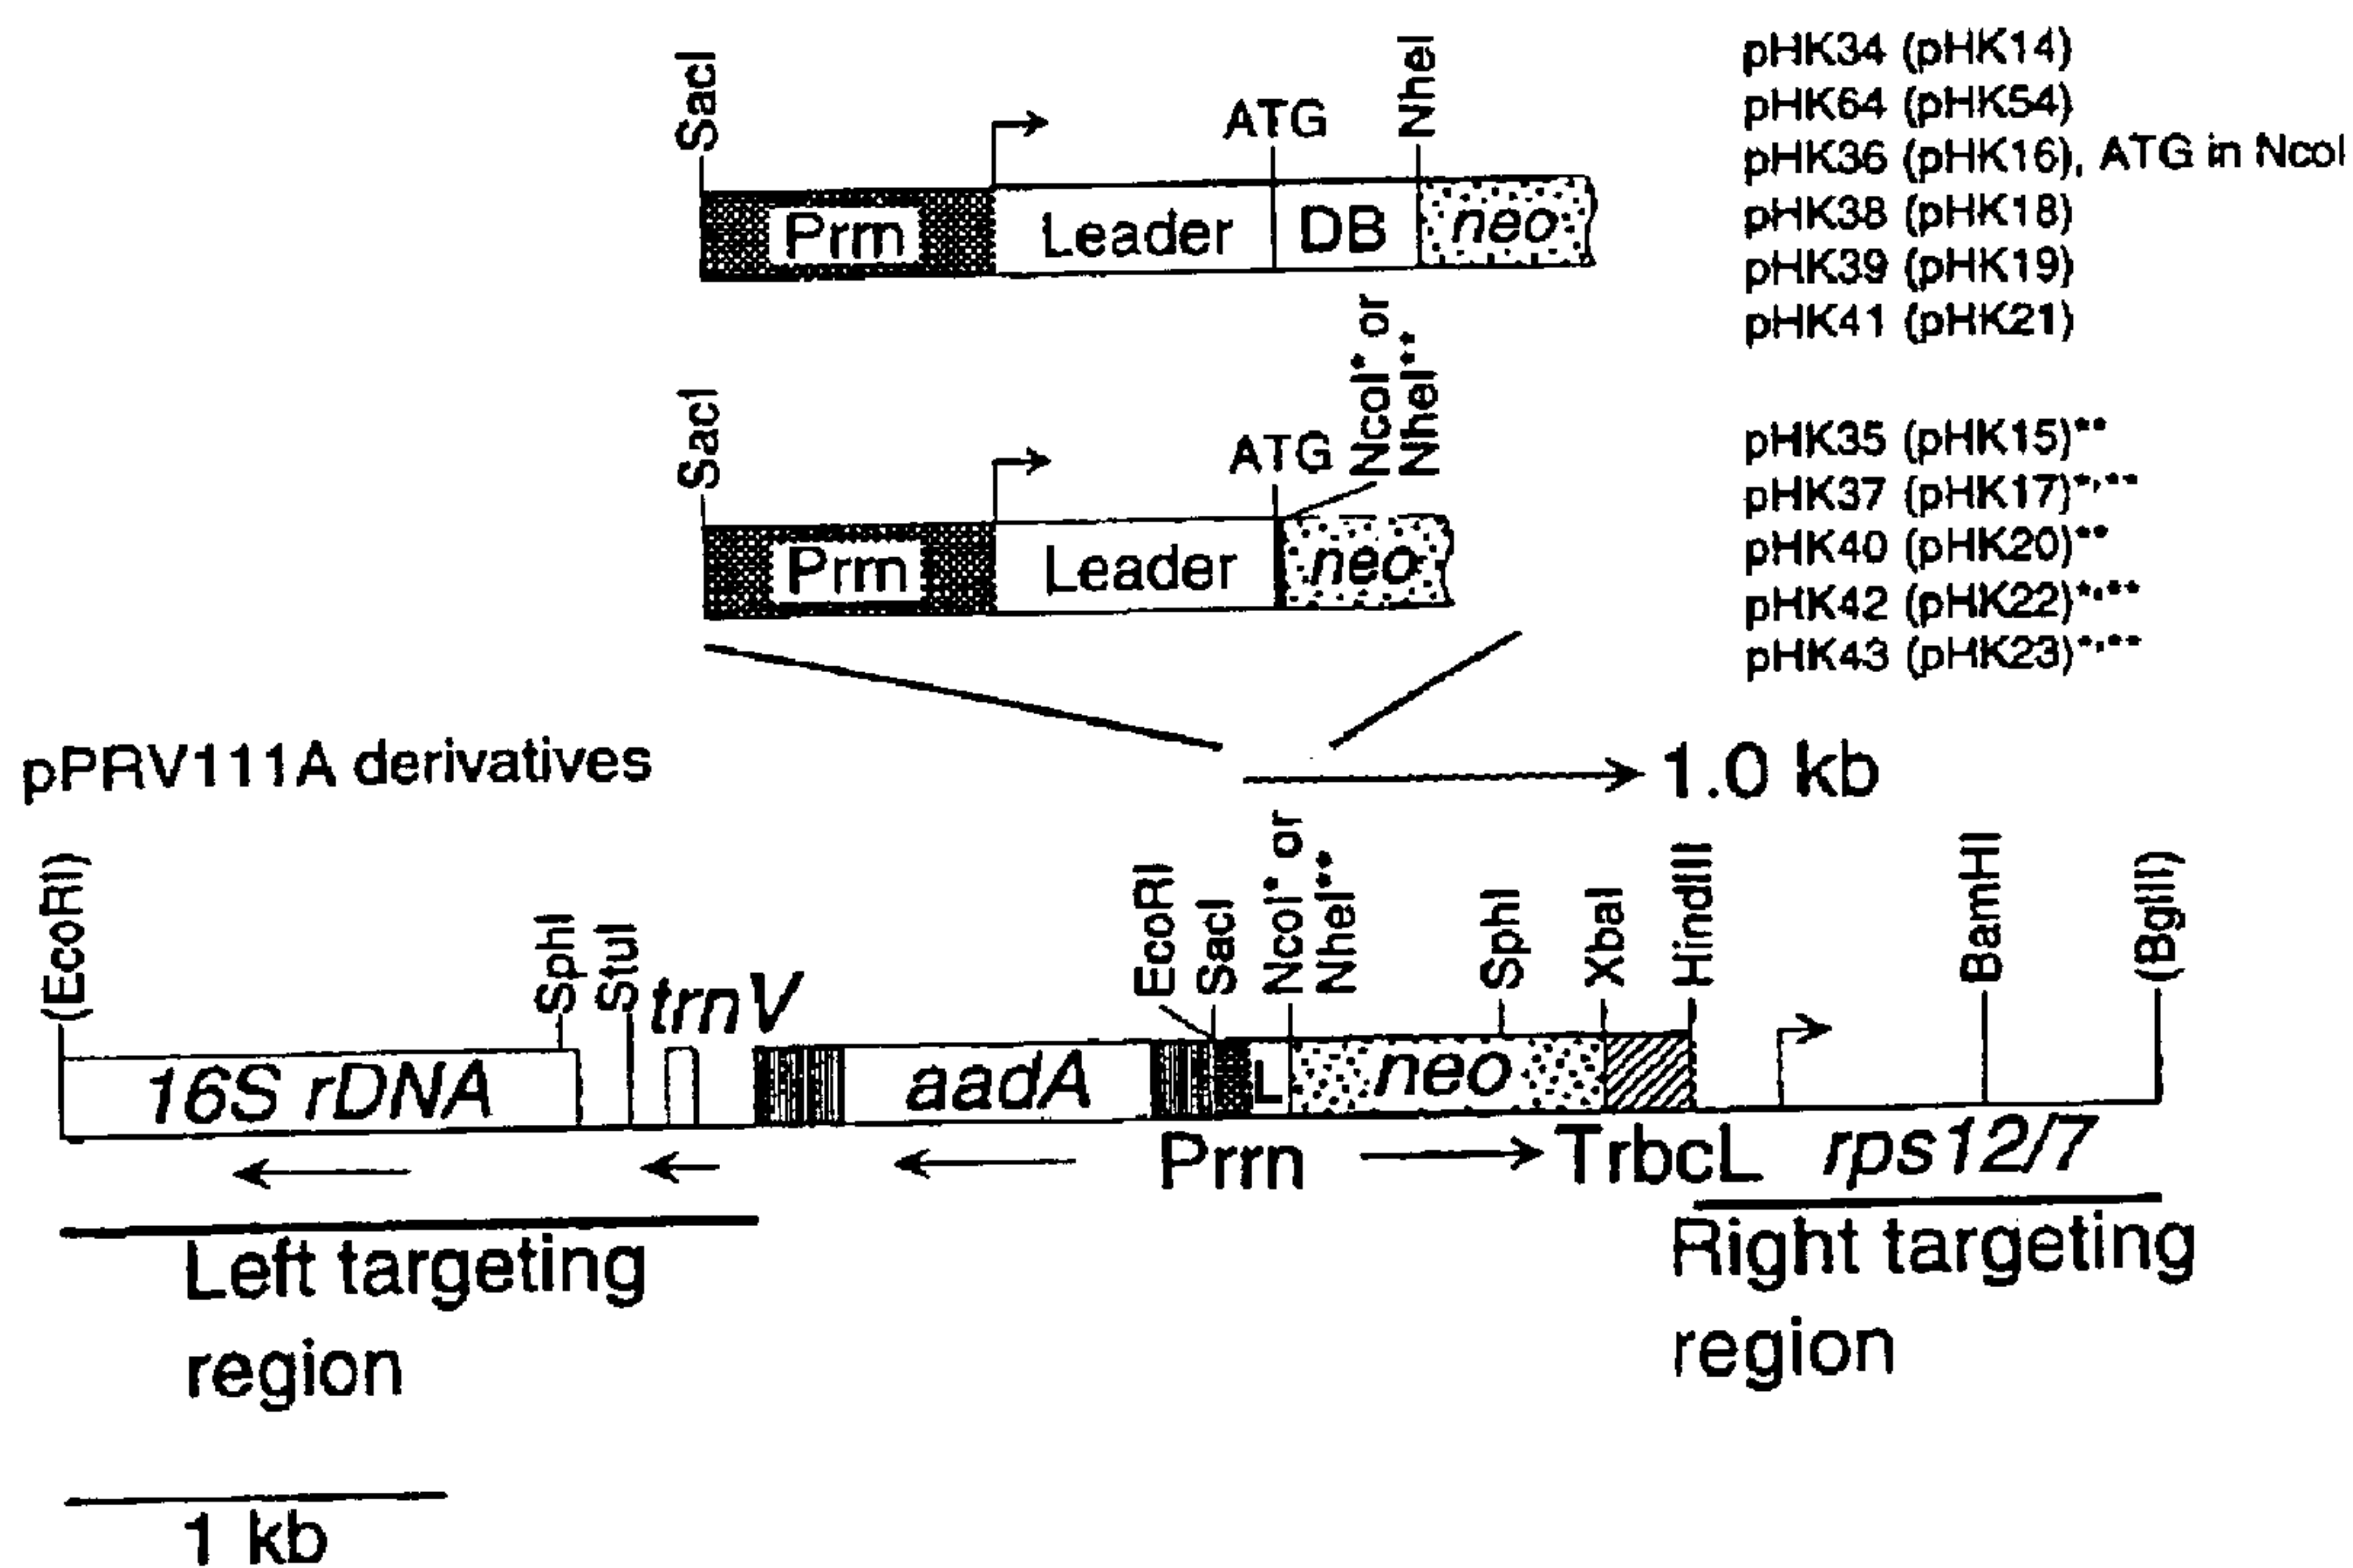 SacI
ATG
NheI
Prrn
Leader
DB
neo
pHK34 (pHK14)
pHK64 (pHK54)
pHK36 (pHK16), ATG in NcoI
pHK38 (pHK18)
pHK39 (pHK19)
pHK41 (pHK21)
SacI
ATG
NcoI* or
NheI**
Prrn
Leader
neo
pHK35 (pHK15)**
pHK37 (pHK17)*,**
pHK40 (pHK20)**
pHK42 (pHK22)*,**
pHK43 (pHK23)*,**
pPRV111A derivatives
1.0 kb
(EcoRI)
SphI
StuI
trnV
EcoRI
SacI
NcoI* or
NheI**
SphI
XbaI
HindIII
BamHI
(BglII)
16S rDNA
aadA
L
neo
Prrn
TrbcL
rps12/7
Left targeting
region
Right targeting
region
1 kb